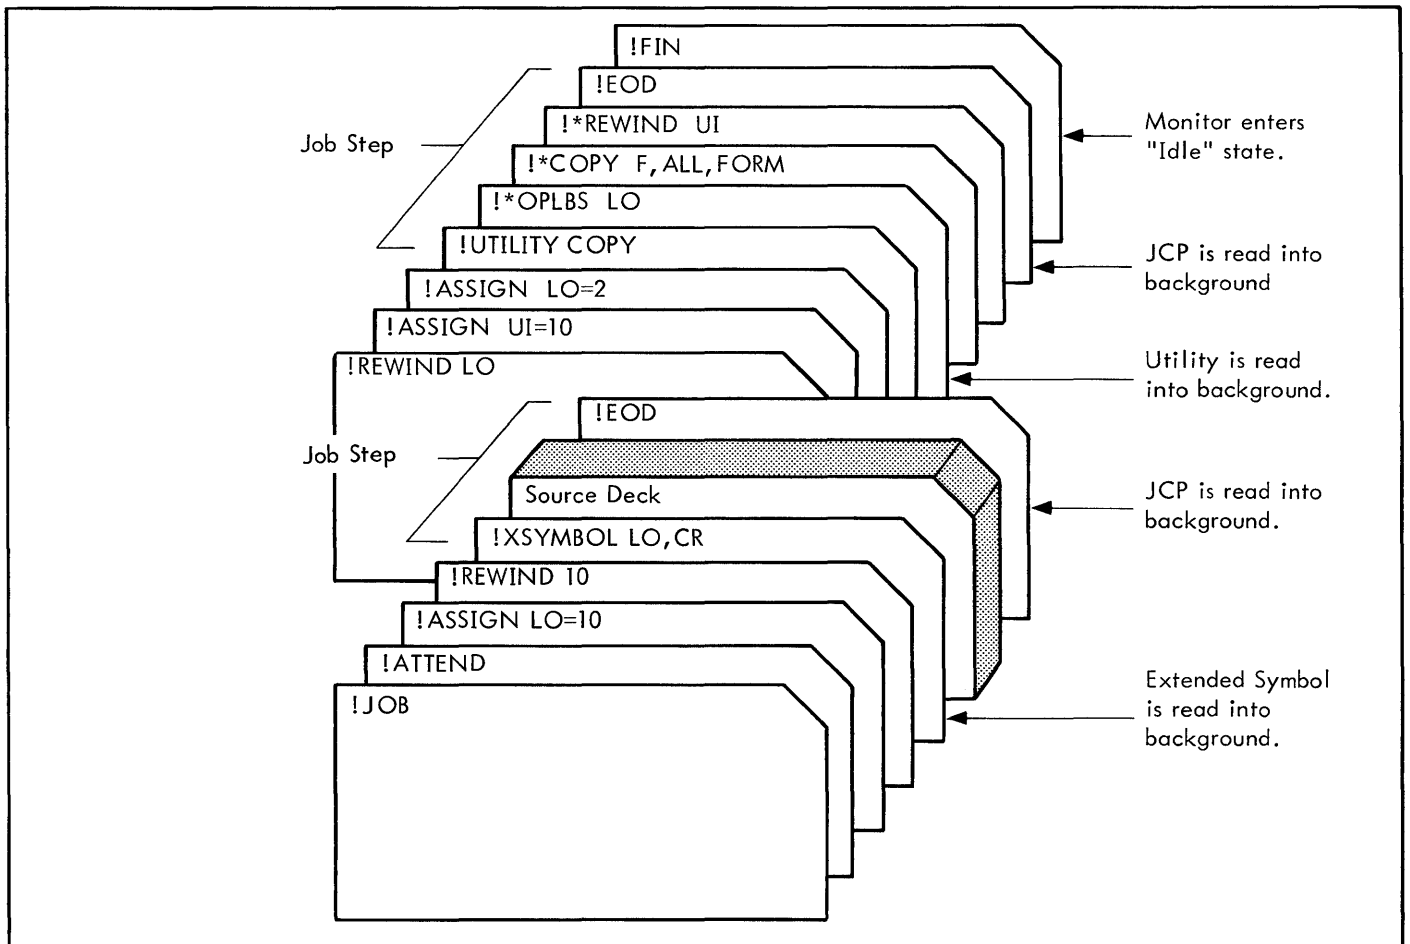 !FIN
!EOD
!*REWIND UI
Job Step
!*COPY F,ALL,FORM
!*OPLBS LO
!UTILITY COPY
!ASSIGN LO=2
!ASSIGN UI=10
!REWIND LO
Monitor enters
"Idle" state.
JCP is read into
background
Utility is read
into background.
!EOD
Job Step
Source Deck
!XSYMBOL LO,CR
!REWIND 10
!ASSIGN LO=10
!ATTEND
!JOB
JCP is read into
background.
Extended Symbol
is read into
background.